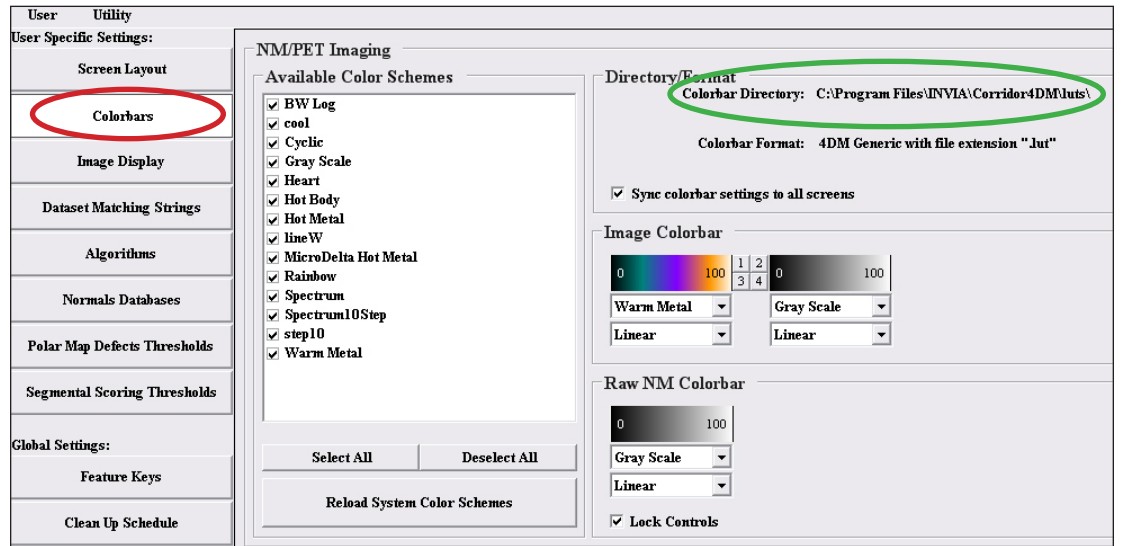 User Utility
User Specific Settings:
Screen Layout
Colorbars
Image Display
Dataset Matching Strings
Algorithms
Normals Databases
Polar Map Defects Thresholds
Segmental Scoring Thresholds
Global Settings:
Feature Keys
Clean Up Schedule
NM/PET Imaging
Available Color Schemes
BW Log
cool
Cyclic
Gray Scale
Heart
Hot Body
Hot Metal
lineW
MicroDelta Hot Metal
Rainbow
Spectrum
Spectrum10Step
step10
Warm Metal
Select All Deselect All
Reload System Color Schemes
Directory/Format
Colorbar Directory: C:\Program Files\INVIA\Corridor4DM\luts\
Colorbar Format: 4DM Generic with file extension ".lut"
Sync colorbar settings to all screens
Image Colorbar
0 100 1 2 0 100
3 4
Warm Metal Gray Scale
Linear Linear
Raw NM Colorbar
0 100
Gray Scale
Linear
Lock Controls